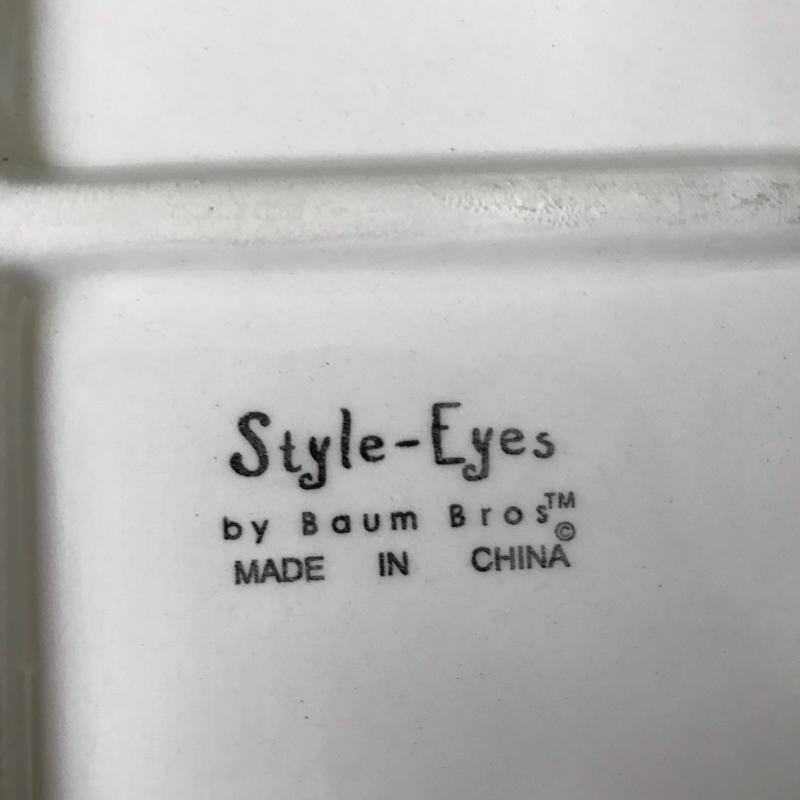 Style-Eyes
by Baum Bros™
©
MADE IN CHINA